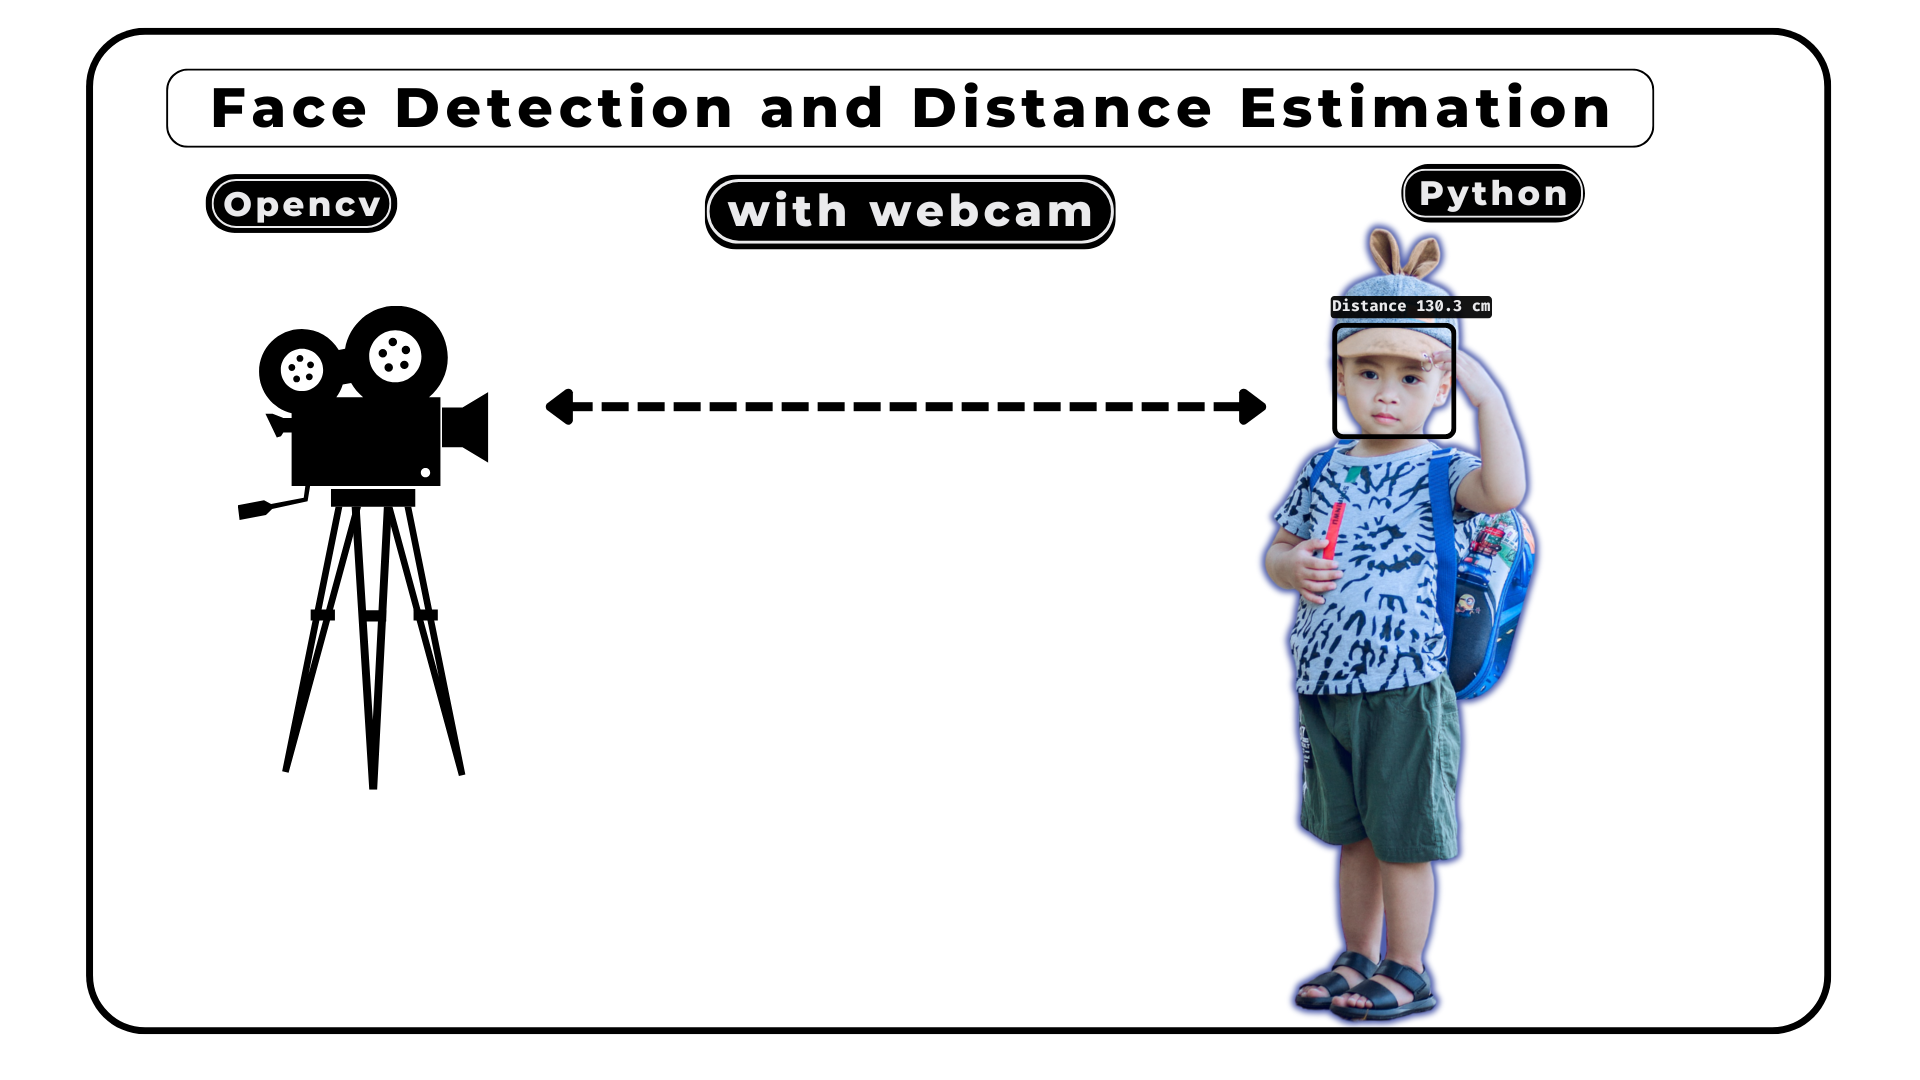 Face Detection and Distance Estimation
Opencv
with webcam
Python
Distance 130.3 cm